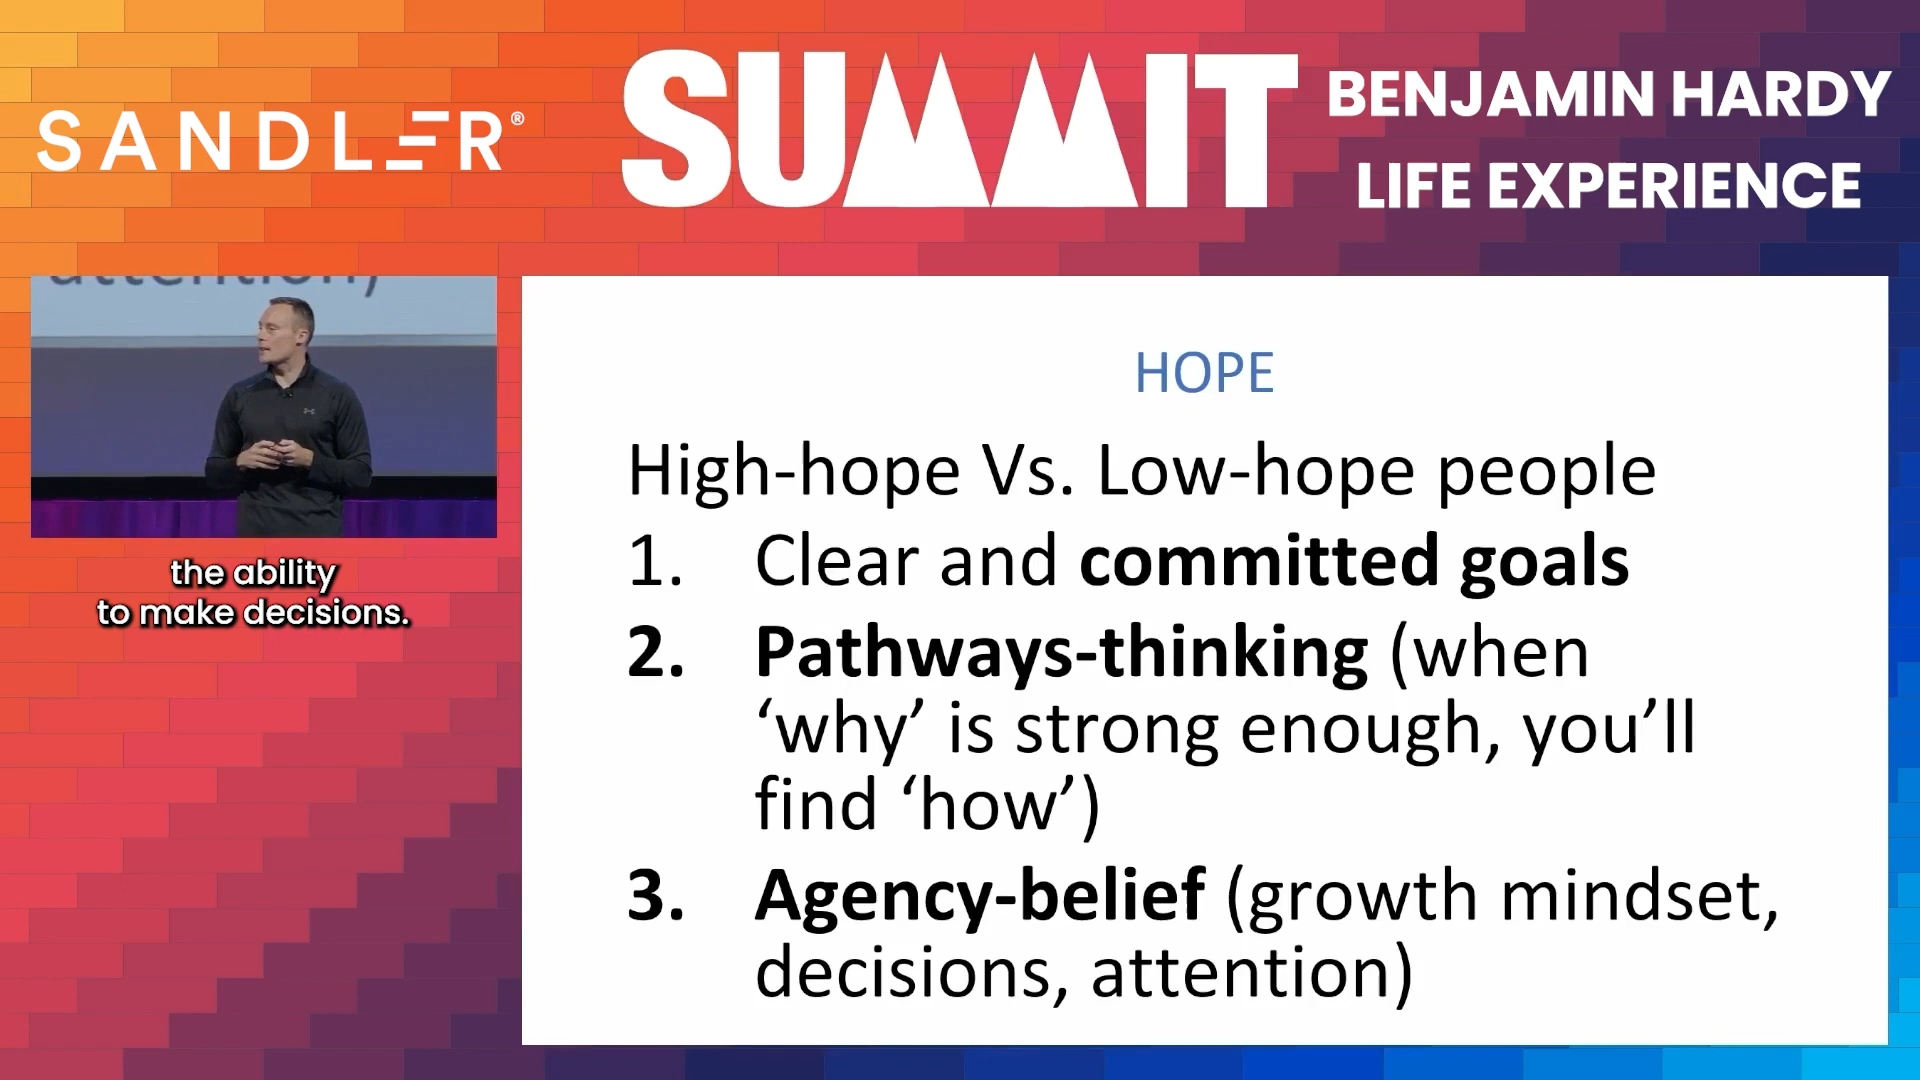 SANDLER®
SUMMIT
BENJAMIN HARDY
LIFE EXPERIENCE
attention)
the ability
to make decisions.
HOPE
High-hope Vs. Low-hope people
1. Clear and committed goals
2. Pathways-thinking (when
‘why’ is strong enough, you’ll
find ‘how’)
3. Agency-belief (growth mindset,
decisions, attention)